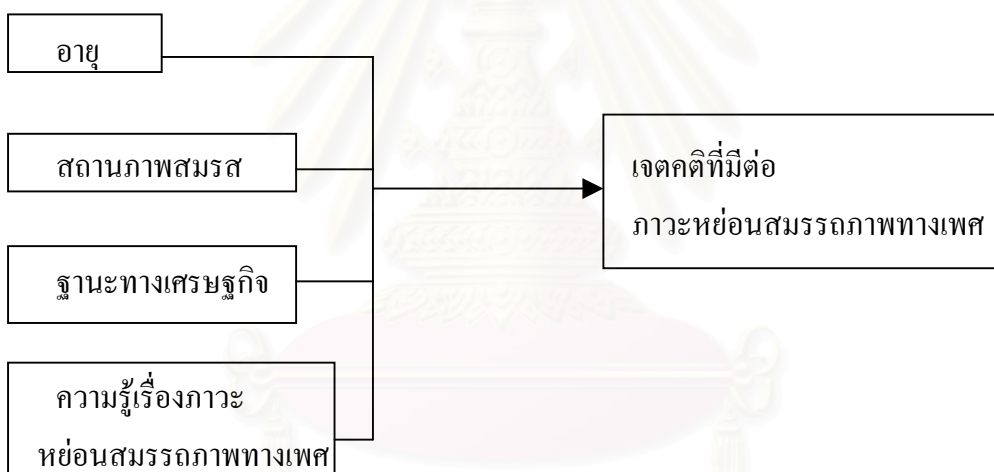 อายุ
สถานภาพสมรส
ฐานะทางเศรษฐกิจ
ความรู้เรื่องภาวะ
หย่อนสมรรถภาพทางเพศ
เจตคติที่มีต่อ
ภาวะหย่อนสมรรถภาพทางเพศ